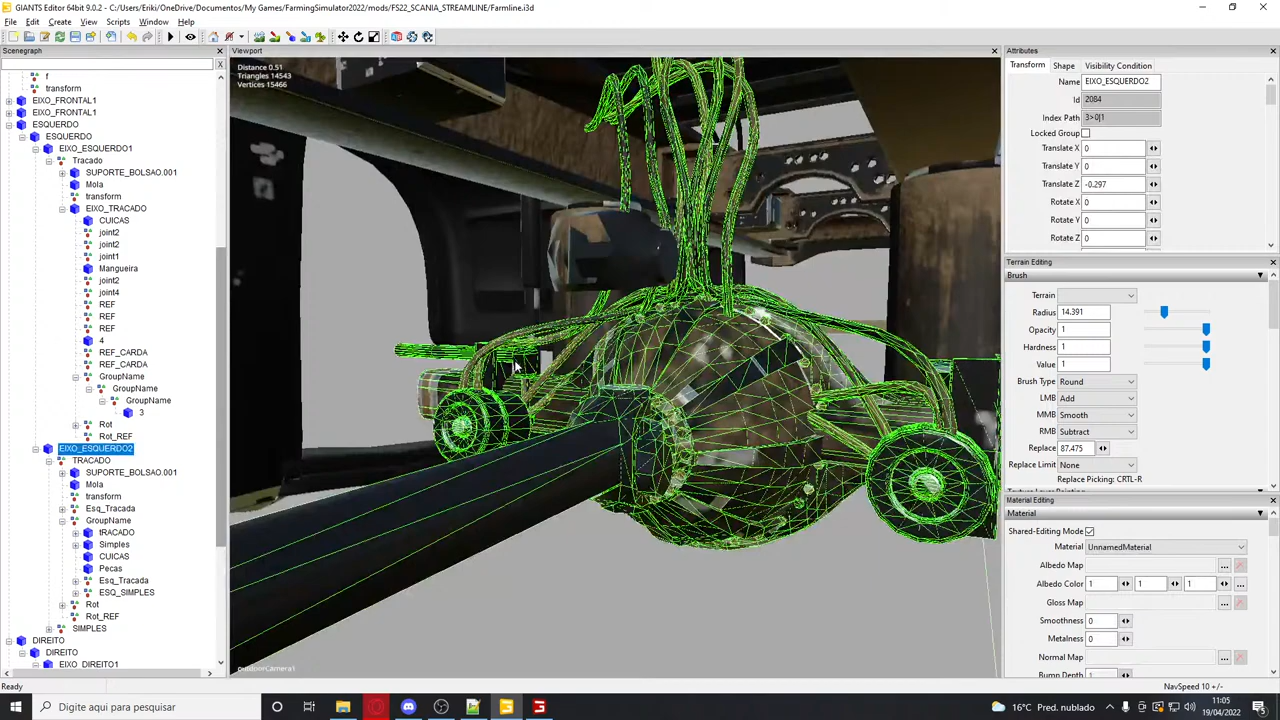 GIANTS Editor 64bit 9.0.2 - C:/Users/Eriki/OneDrive/Documentos/My Games/FarmingSimulator2022/mods/FS22_SCANIA_STREAMLINE/Farmline.i3d
File Edit Create View Scripts Window Help
Scenegraph
f
transform
EIXO_FRONTAL1
EIXO_FRONTAL1
ESQUERDO
ESQUERDO
EIXO_ESQUERDO1
Tracado
SUPORTE_BOLSAO.001
Mola
transform
EIXO_TRACADO
CUICAS
joint2
joint2
joint1
Mangueira
joint2
joint4
REF
REF
REF
4
REF_CARDA
REF_CARDA
GroupName
GroupName
GroupName
3
Rot
Rot_REF
EIXO_ESQUERDO2
TRACADO
SUPORTE_BOLSAO.001
Mola
transform
Esq_Tracada
GroupName
tRACADO
Simples
CUICAS
Pecas
Esq_Tracada
ESQ_SIMPLES
Rot
Rot_REF
SIMPLES
DIREITO
DIREITO
EIXO_DIREITO1
Viewport
Distance 0.51
Triangles 14543
Vertices 15466
outdoorCamera1
Attributes
Transform Shape Visibility Condition
Name EIXO_ESQUERDO2
Id 2084
Index Path 3>0|1
Locked Group
Translate X 0
Translate Y 0
Translate Z -0.297
Rotate X 0
Rotate Y 0
Rotate Z 0
Terrain Editing
Brush
Terrain
Radius 14.391
Opacity 1
Hardness 1
Value 1
Brush Type Round
LMB Add
MMB Smooth
RMB Subtract
Replace 87.475
Replace Limit None
Replace Picking: CRTL-R
Texture Layer Painting
Material Editing
Material
Shared-Editing Mode
Material UnnamedMaterial
Albedo Map
Albedo Color 1 1 1
Gloss Map
Smoothness 0
Metalness 0
Normal Map
Bump Depth 1
Ready
NavSpeed 10 +/-
Digite aqui para pesquisar
16°C Pred. nublado
11:05
19/04/2022